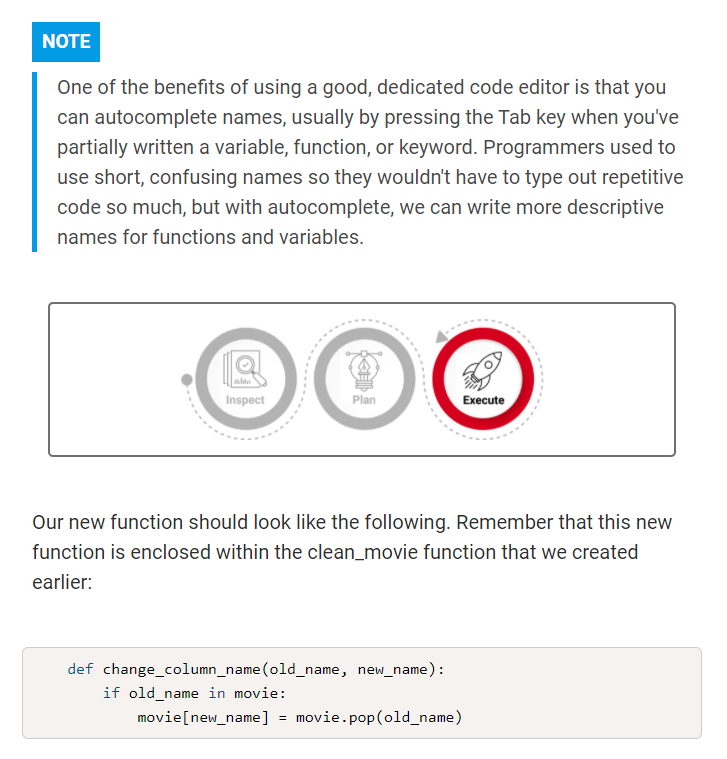 NOTE
One of the benefits of using a good, dedicated code editor is that you
can autocomplete names, usually by pressing the Tab key when you've
partially written a variable, function, or keyword. Programmers used to
use short, confusing names so they wouldn't have to type out repetitive
code so much, but with autocomplete, we can write more descriptive
names for functions and variables.
Inspect
Plan
Execute
Our new function should look like the following. Remember that this new
function is enclosed within the clean_movie function that we created
earlier:
def change_column_name(old_name, new_name):
if old_name in movie:
movie[new_name] = movie.pop(old_name)